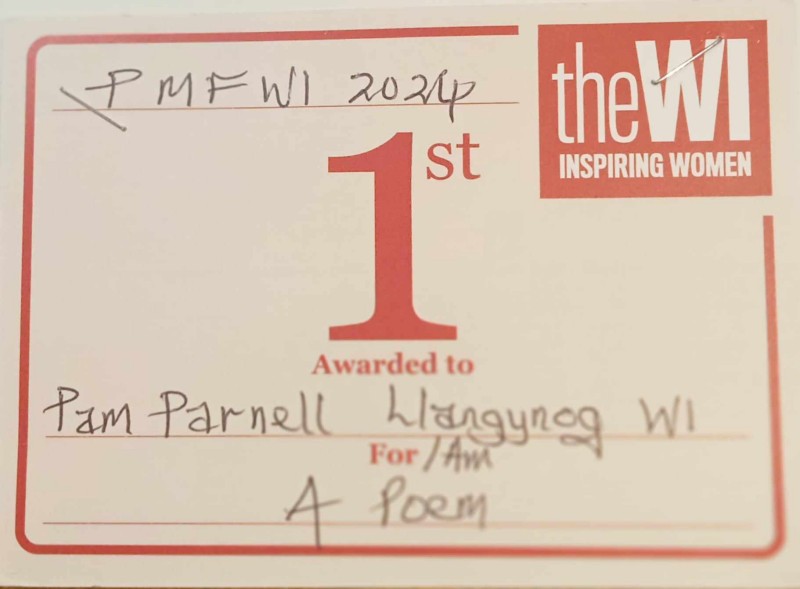 PMFWI 2024
theWI
INSPIRING WOMEN
1st
Awarded to
Pam Parnell Llangynog WI
For /Am
A Poem